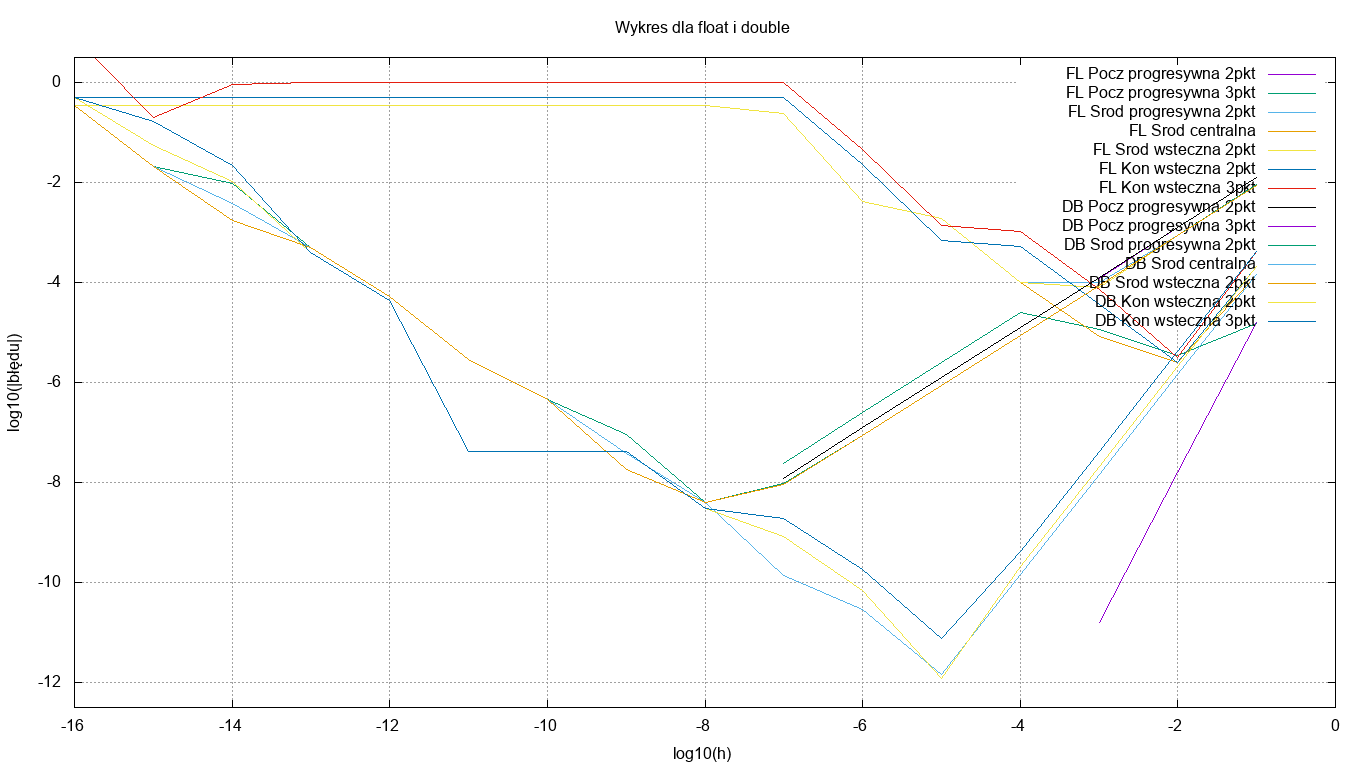 Wykres dla float i double
FL Pocz progresywna 2pkt
FL Pocz progresywna 3pkt
FL Srod progresywna 2pkt
FL Srod centralna
FL Srod wsteczna 2pkt
FL Kon wsteczna 2pkt
FL Kon wsteczna 3pkt
DB Pocz progresywna 2pkt
DB Pocz progresywna 3pkt
DB Srod progresywna 2pkt
DB Srod centralna
DB Srod wsteczna 2pkt
DB Kon wsteczna 2pkt
DB Kon wsteczna 3pkt
log10(|błędu|)
0
-2
-4
-6
-8
-10
-12
-16 -14 -12 -10 -8 -6 -4 -2 0
log10(h)